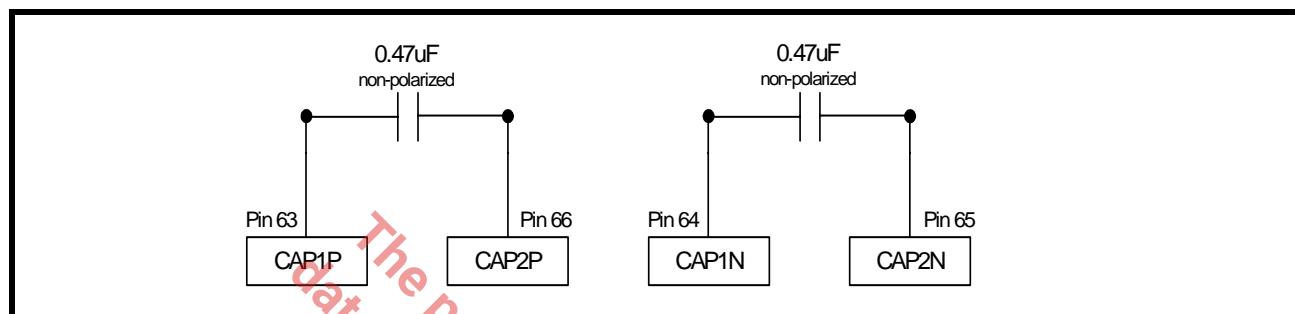 0.47uF
non-polarized
0.47uF
non-polarized
Pin 63
Pin 66
Pin 64
Pin 65
CAP1P
CAP2P
CAP1N
CAP2N
The